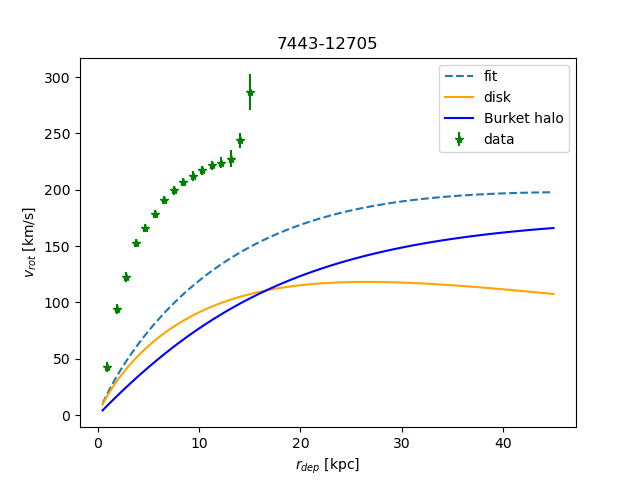 7443-12705
300
250
200
150
100
50
0
v_rot [km/s]
fit
disk
Burket halo
data
0 10 20 30 40
r_dep [kpc]